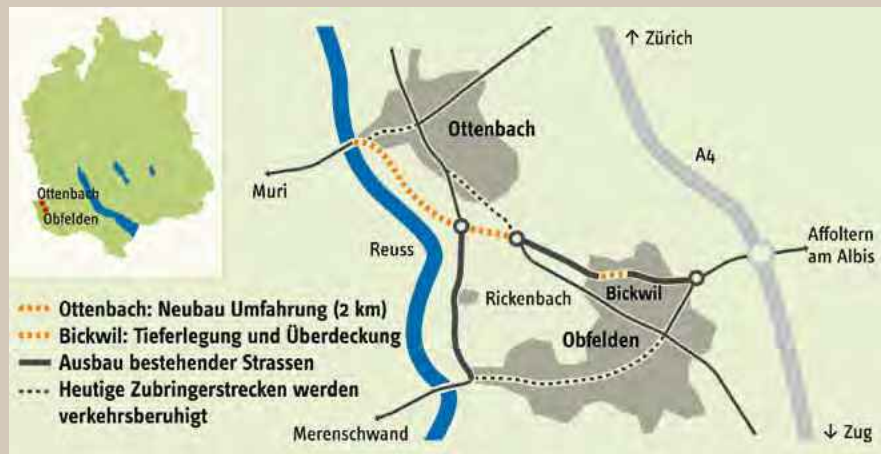 ↑ Zürich
Ottenbach
A4
Muri
Ottenbach
Obfelden
Reuss
Affoltern
am Albis
Rickenbach
Bickwil
Obfelden
Ottenbach: Neubau Umfahrung (2 km)
Bickwil: Tieferlegung und Überdeckung
Ausbau bestehender Strassen
Heutige Zubringerstrecken werden
verkehrsberuhigt
Merenschwand
↓ Zug